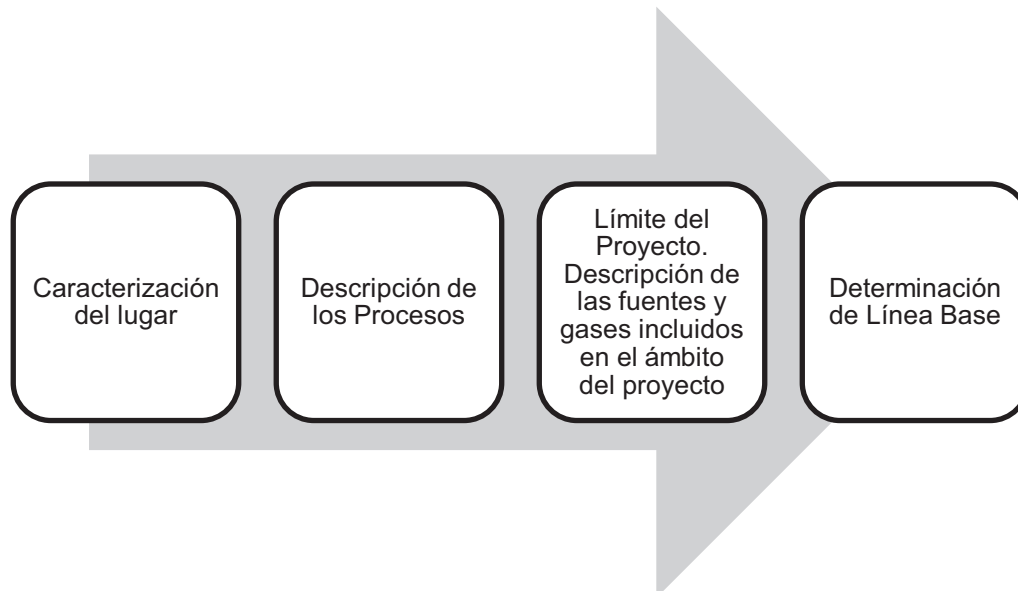 Caracterización
del lugar
Descripción de
los Procesos
Límite del
Proyecto.
Descripción de
las fuentes y
gases incluidos
en el ámbito
del proyecto
Determinación
de Línea Base